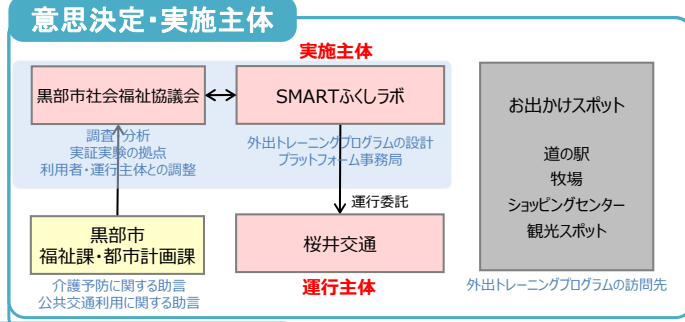 意思決定・実施主体
実施主体
黒部市社会福祉協議会
SMARTふくしラボ
調査・分析
実証実験の拠点
利用者・運行主体との調整
外出トレーニングプログラムの設計
プラットフォーム事務局
運行委託
黒部市
福祉課・都市計画課
桜井交通
介護予防に関する助言
公共交通利用に関する助言
運行主体
お出かけスポット
道の駅
牧場
ショッピングセンター
観光スポット
外出トレーニングプログラムの訪問先